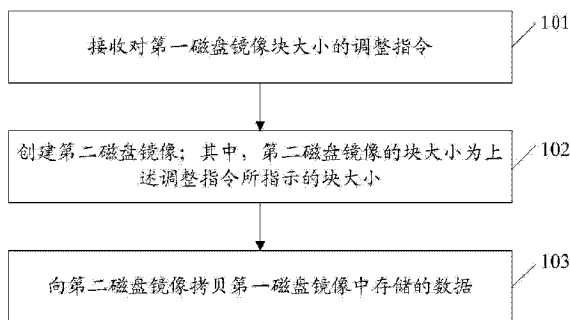 接收对第一磁盘镜像块大小的调整指令
101
创建第二磁盘镜像；其中，第二磁盘镜像的块大小为上
述调整指令所指示的块大小
102
向第二磁盘镜像拷贝第一磁盘镜像中存储的数据
103